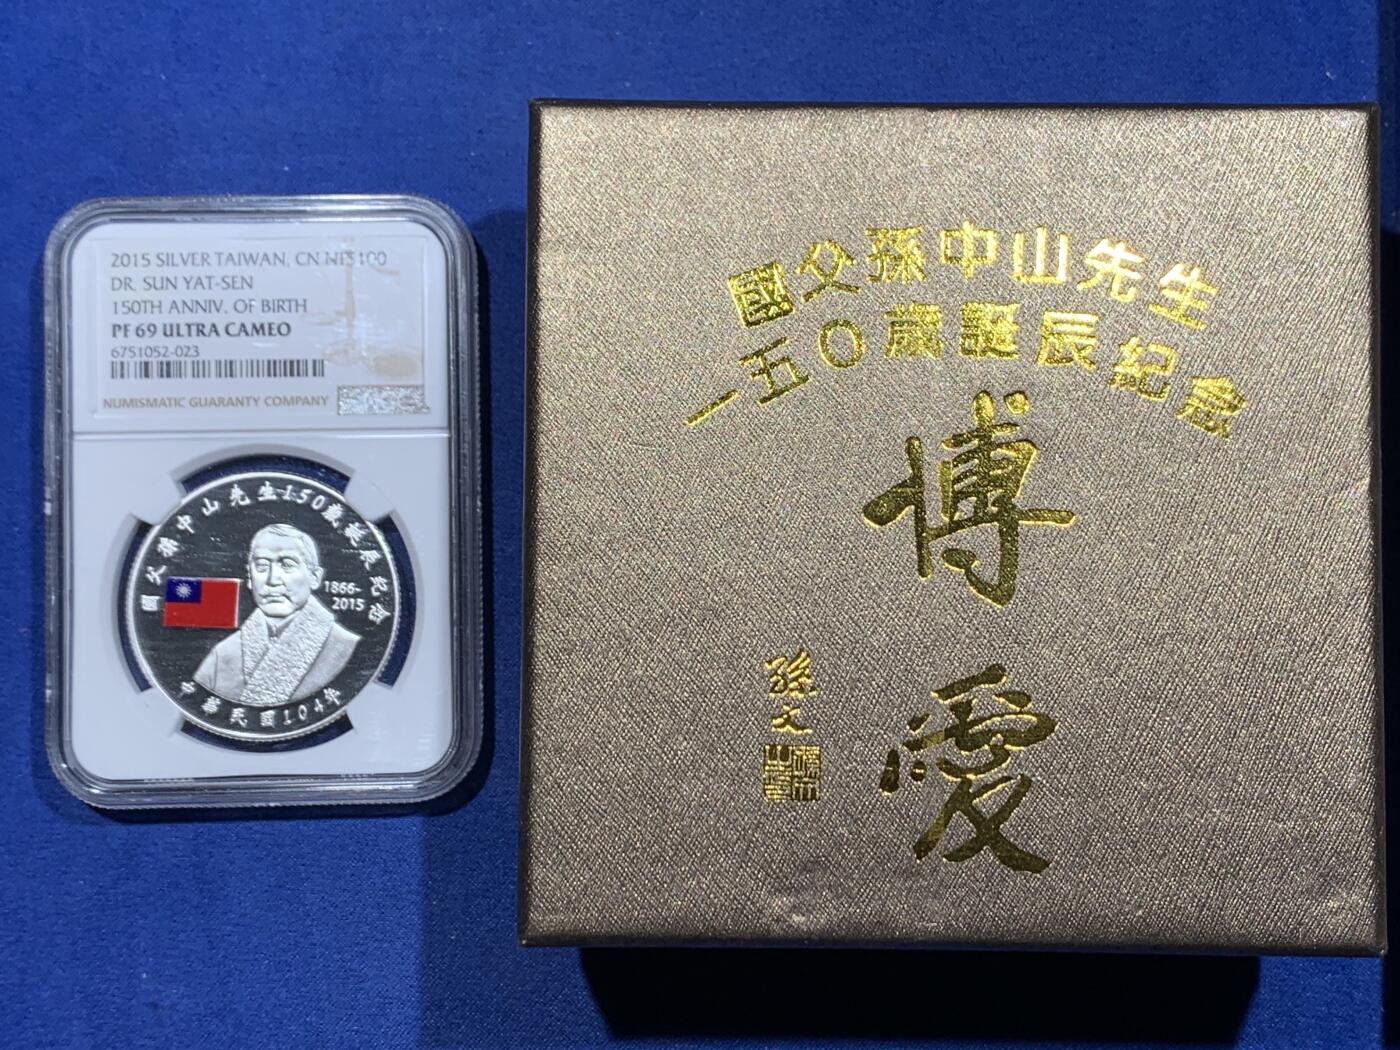 2015 SILVER TAIWAN, CN NT$100
DR. SUN YAT-SEN
150TH ANNIV. OF BIRTH
PF 69 ULTRA CAMEO
6751052-023
NUMISMATIC GUARANTY COMPANY
國父孫中山先生150歲誕辰紀念
1866-
2015
中華民國104年
國父孫中山先生
一五〇歲誕辰紀念
博愛
孫文